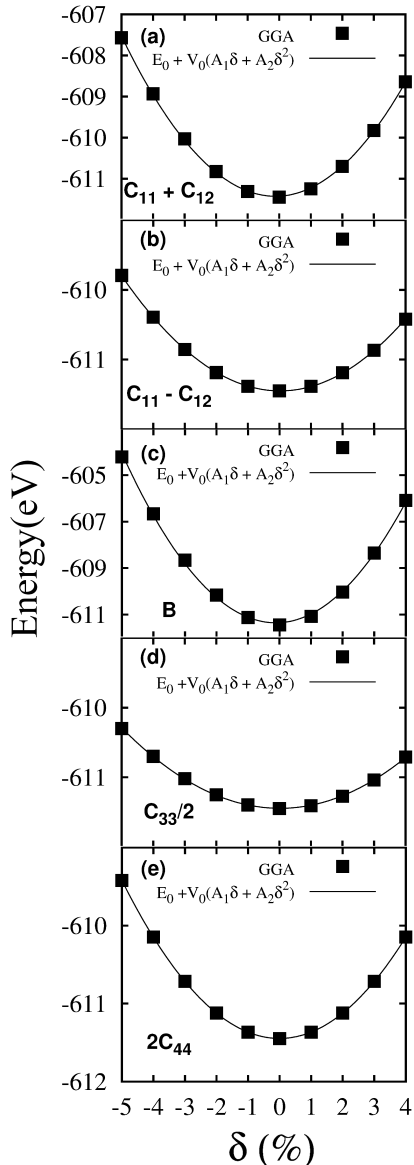 -607
(a)
GGA
E₀ + V₀(A₁δ + A₂δ²)
-608
-609
-610
-611
C₁₁ + C₁₂
(b)
GGA
E₀ + V₀(A₁δ + A₂δ²)
-610
-611
C₁₁ - C₁₂
(c)
GGA
E₀ +V₀(A₁δ + A₂δ²)
-605
-607
-609
-611
B
Energy(eV)
(d)
GGA
E₀ +V₀(A₁δ + A₂δ²)
-610
-611
C₃₃/2
(e)
GGA
E₀ +V₀(A₁δ + A₂δ²)
-610
-611
2C₄₄
-612
-5 -4 -3 -2 -1 0 1 2 3 4
δ (%)